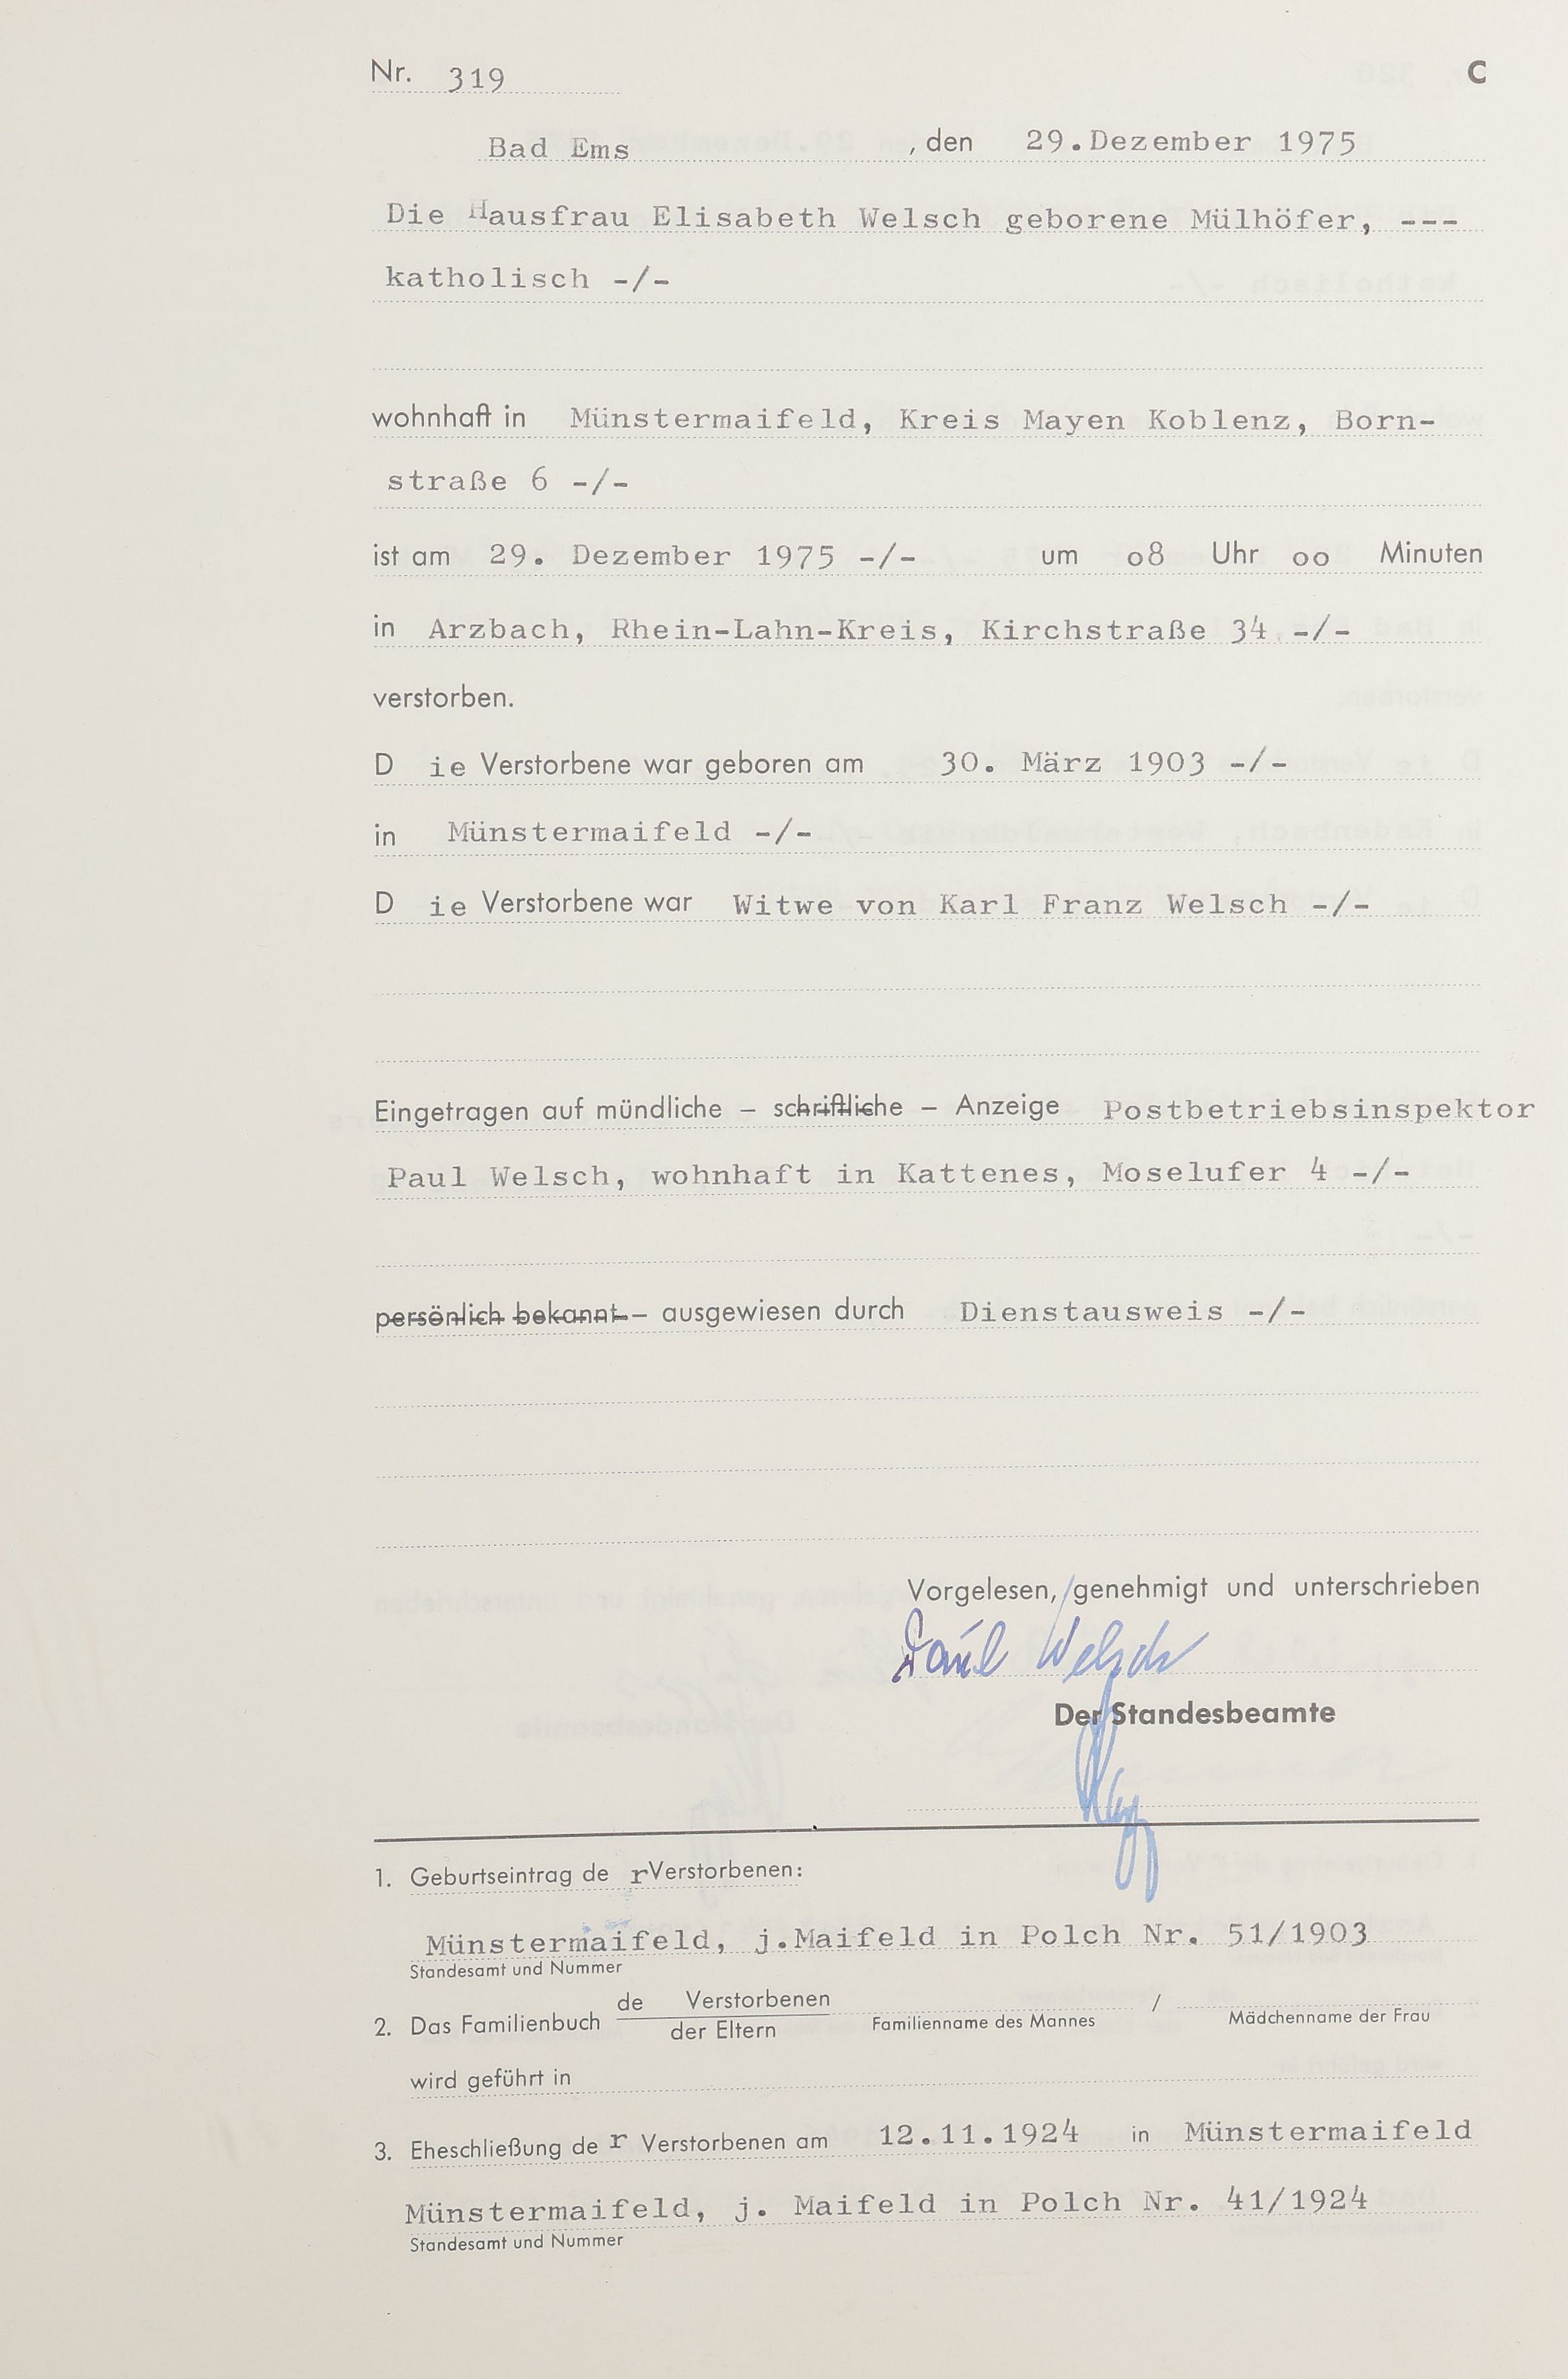 Nr. 319 C
Bad Ems , den 29.Dezember 1975
Die Hausfrau Elisabeth Welsch geborene Mülhöfer, ---
katholisch -/-
wohnhaft in Münstermaifeld, Kreis Mayen Koblenz, Born-
straße 6 -/-
ist am 29. Dezember 1975 -/- um o8 Uhr oo Minuten
in Arzbach, Rhein-Lahn-Kreis, Kirchstraße 34 -/-
verstorben.
D ie Verstorbene war geboren am 30. März 1903 -/-
in Münstermaifeld -/-
D ie Verstorbene war Witwe von Karl Franz Welsch -/-
Eingetragen auf mündliche – schriftliche – Anzeige Postbetriebsinspektor
Paul Welsch, wohnhaft in Kattenes, Moselufer 4 -/-
persönlich bekannt – ausgewiesen durch Dienstausweis -/-
Vorgelesen, genehmigt und unterschrieben
Paul Welsch
Der Standesbeamte
1. Geburtseintrag de r Verstorbenen:
Münstermaifeld, j.Maifeld in Polch Nr. 51/1903
Standesamt und Nummer
de Verstorbenen /
2. Das Familienbuch der Eltern Familienname des Mannes Mädchenname der Frau
wird geführt in
3. Eheschließung de r Verstorbenen am 12.11.1924 in Münstermaifeld
Münstermaifeld, j. Maifeld in Polch Nr. 41/1924
Standesamt und Nummer